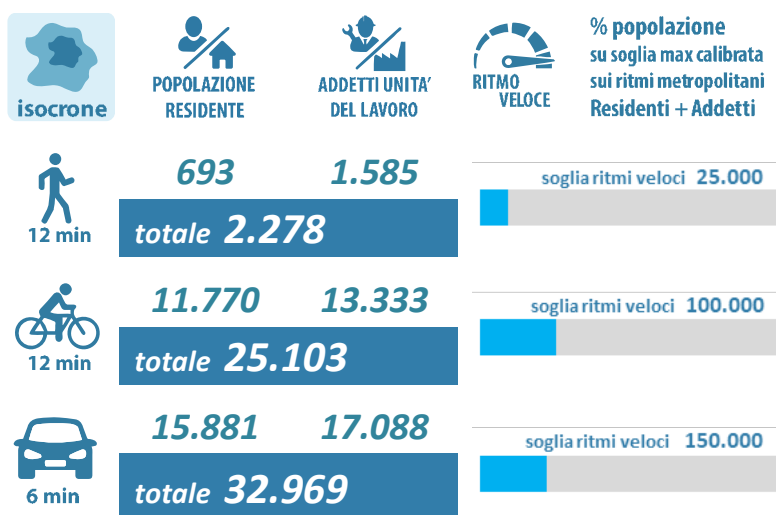 isocrone
POPOLAZIONE
RESIDENTE
ADDETTI UNITA'
DEL LAVORO
RITMO
VELOCE
% popolazione
su soglia max calibrata
sui ritmi metropolitani
Residenti + Addetti
12 min
693
1.585
totale 2.278
soglia ritmi veloci 25.000
12 min
11.770
13.333
totale 25.103
soglia ritmi veloci 100.000
6 min
15.881
17.088
totale 32.969
soglia ritmi veloci 150.000